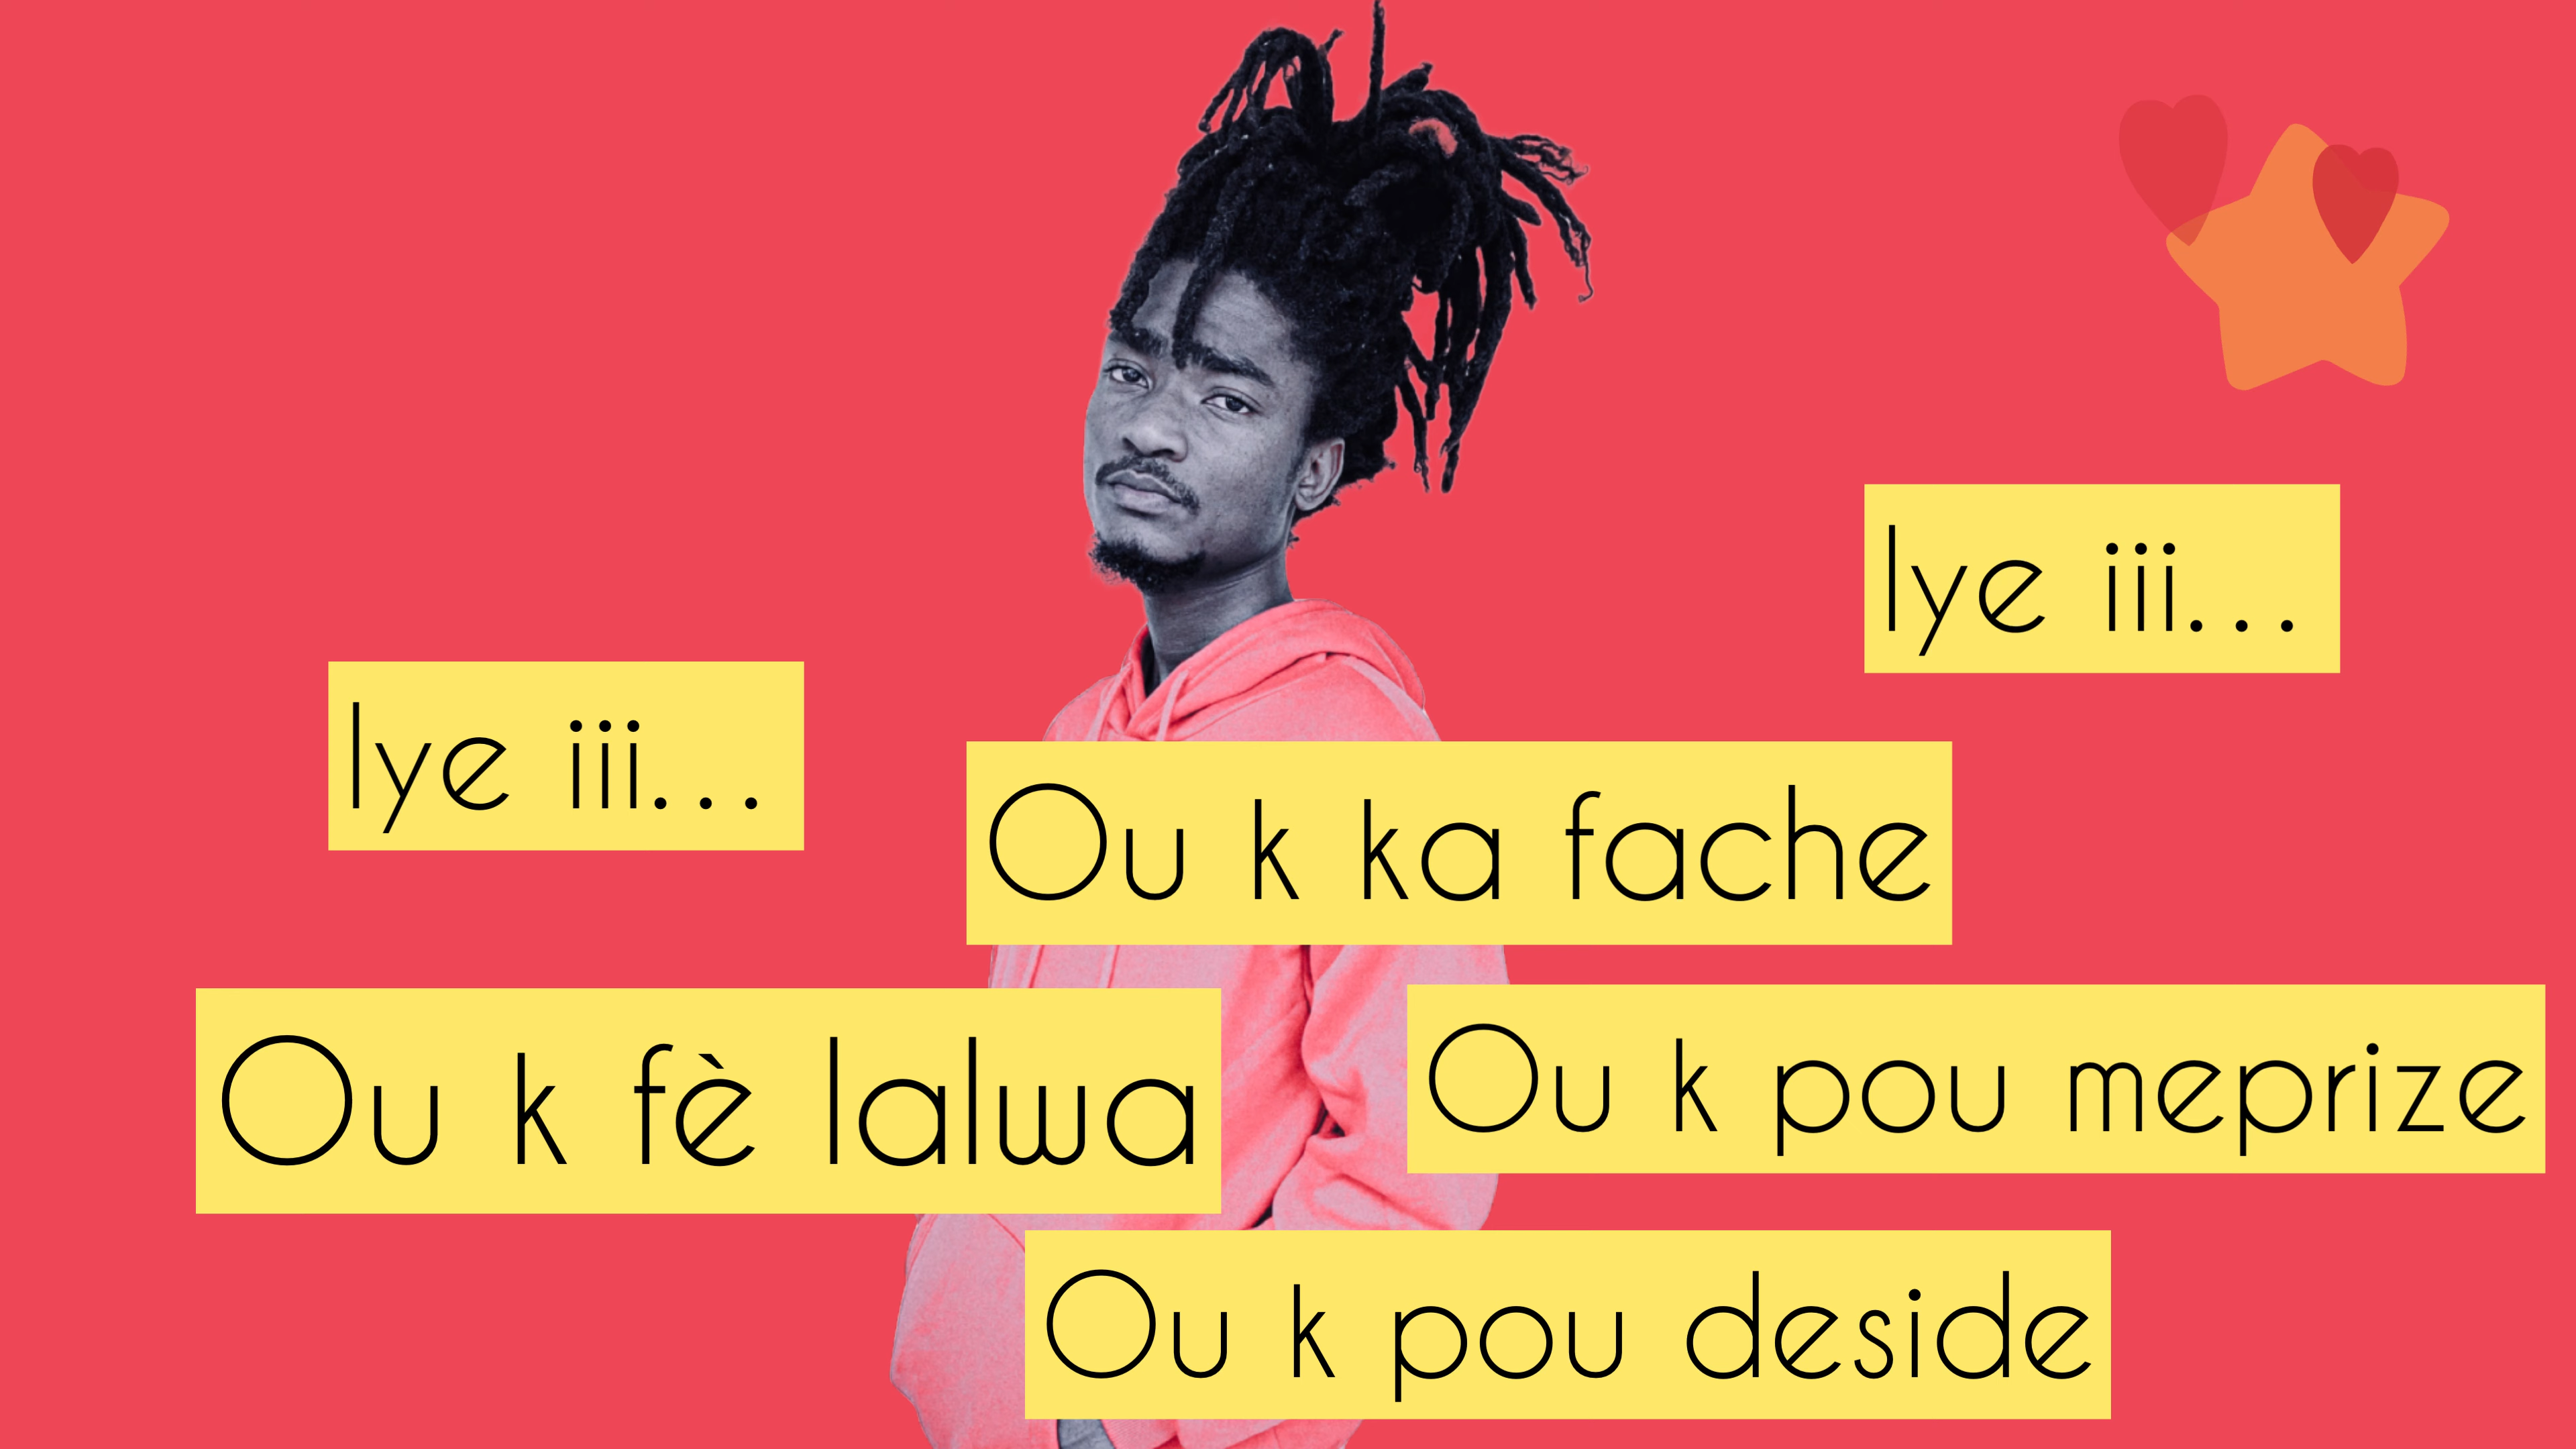 Iye iii...
Iye iii...
Ou k ka fache
Ou k fè lalwa
Ou k pou meprize
Ou k pou deside